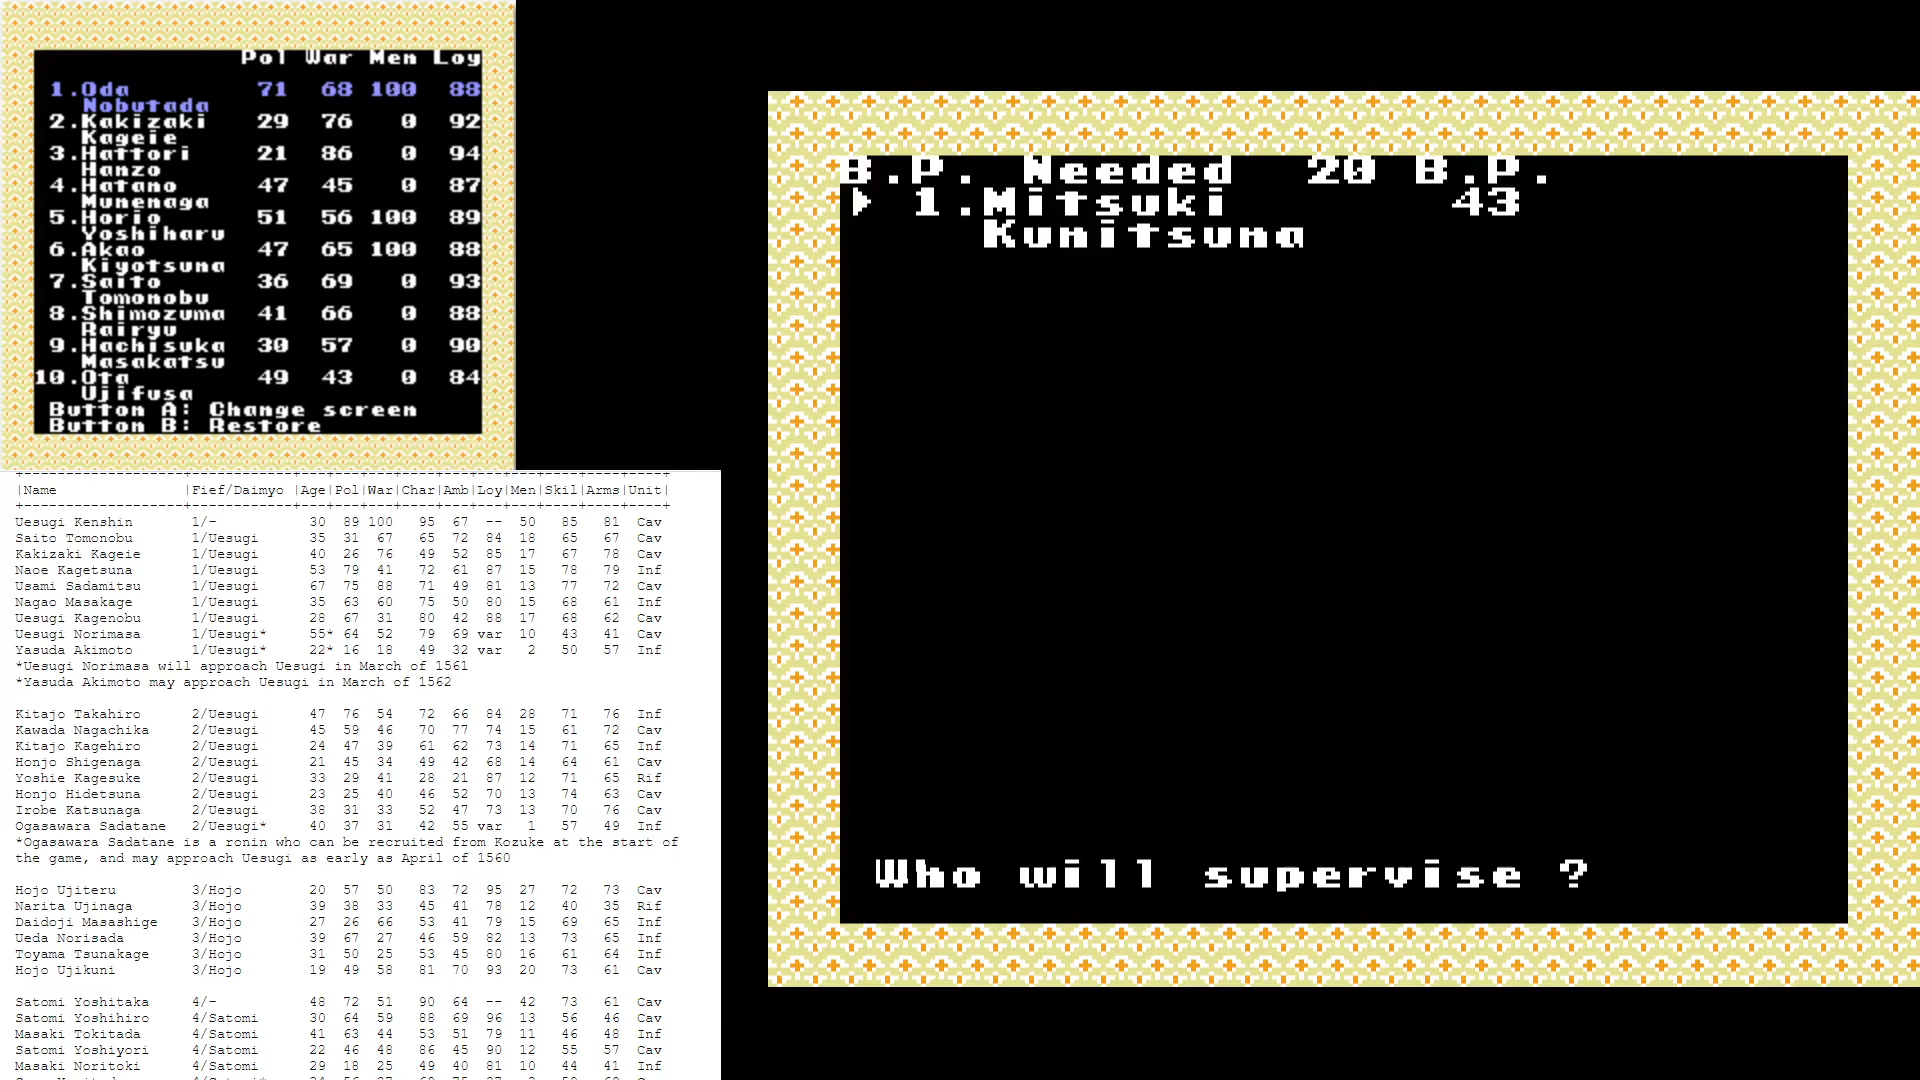 Pol War Men Loy
1.Oda 71 68 100 88
Nobutada
2.Kakizaki 29 76 0 92
Kageie
3.Hattori 21 86 0 94
Hanzo
4.Hatano 47 45 0 87
Munenaga
5.Horio 51 56 100 89
Yoshiharu
6.Akao 47 65 100 88
Kiyotsuna
7.Saito 36 69 0 93
Tomonobu
8.Shimozuma 41 66 0 88
Rairyu
9.Hachisuka 30 57 0 90
Masakatsu
10.Ota 49 43 0 84
Ujifusa
Button A: Change screen
Button B: Restore
B.P. Needed 20 B.P.
1.Mitsuki 43
Kunitsuna
Who will supervise ?
|Name |Fief/Daimyo |Age|Pol|War|Char|Amb|Loy|Men|Skil|Arms|Unit|
Uesugi Kenshin 1/- 30 89 100 95 67 -- 50 85 81 Cav
Saito Tomonobu 1/Uesugi 35 31 67 65 72 84 18 65 67 Cav
Kakizaki Kageie 1/Uesugi 40 26 76 49 52 85 17 67 78 Cav
Naoe Kagetsuna 1/Uesugi 53 79 41 72 61 87 15 78 79 Inf
Usami Sadamitsu 1/Uesugi 67 75 88 71 49 81 13 77 72 Cav
Nagao Masakage 1/Uesugi 35 63 60 75 50 80 15 68 61 Inf
Uesugi Kagenobu 1/Uesugi 28 67 31 80 42 88 17 68 62 Cav
Uesugi Norimasa 1/Uesugi* 55* 64 52 79 69 var 10 43 41 Cav
Yasuda Akimoto 1/Uesugi* 22* 16 18 49 32 var 2 50 57 Inf
*Uesugi Norimasa will approach Uesugi in March of 1561
*Yasuda Akimoto may approach Uesugi in March of 1562
Kitajo Takahiro 2/Uesugi 47 76 54 72 66 84 28 71 76 Inf
Kawada Nagachika 2/Uesugi 45 59 46 70 77 74 15 61 72 Cav
Kitajo Kagehiro 2/Uesugi 24 47 39 61 62 73 14 71 65 Inf
Honjo Shigenaga 2/Uesugi 21 45 34 49 42 68 14 64 61 Cav
Yoshie Kagesuke 2/Uesugi 33 29 41 28 21 87 12 71 65 Rif
Honjo Hidetsuna 2/Uesugi 23 25 40 46 52 70 13 74 63 Cav
Irobe Katsunaga 2/Uesugi 38 31 33 52 47 73 13 70 76 Cav
Ogasawara Sadatane 2/Uesugi* 40 37 31 42 55 var 1 57 49 Inf
*Ogasawara Sadatane is a ronin who can be recruited from Kozuke at the start of
the game, and may approach Uesugi as early as April of 1560
Hojo Ujiteru 3/Hojo 20 57 50 83 72 95 27 72 73 Cav
Narita Ujinaga 3/Hojo 39 38 33 45 41 78 12 40 35 Rif
Daidoji Masashige 3/Hojo 27 26 66 53 41 79 15 69 65 Inf
Ueda Norisada 3/Hojo 39 67 27 46 59 82 13 73 65 Inf
Toyama Tsunakage 3/Hojo 31 50 25 53 45 80 16 61 64 Inf
Hojo Ujikuni 3/Hojo 19 49 58 81 70 93 20 73 61 Cav
Satomi Yoshitaka 4/- 48 72 51 90 64 -- 42 73 61 Cav
Satomi Yoshihiro 4/Satomi 30 64 59 88 69 96 13 56 46 Cav
Masaki Tokitada 4/Satomi 41 63 44 53 51 79 11 46 48 Inf
Satomi Yoshiyori 4/Satomi 22 46 48 86 45 90 12 55 57 Cav
Masaki Noritoki 4/Satomi 29 18 25 49 40 81 10 44 41 Inf